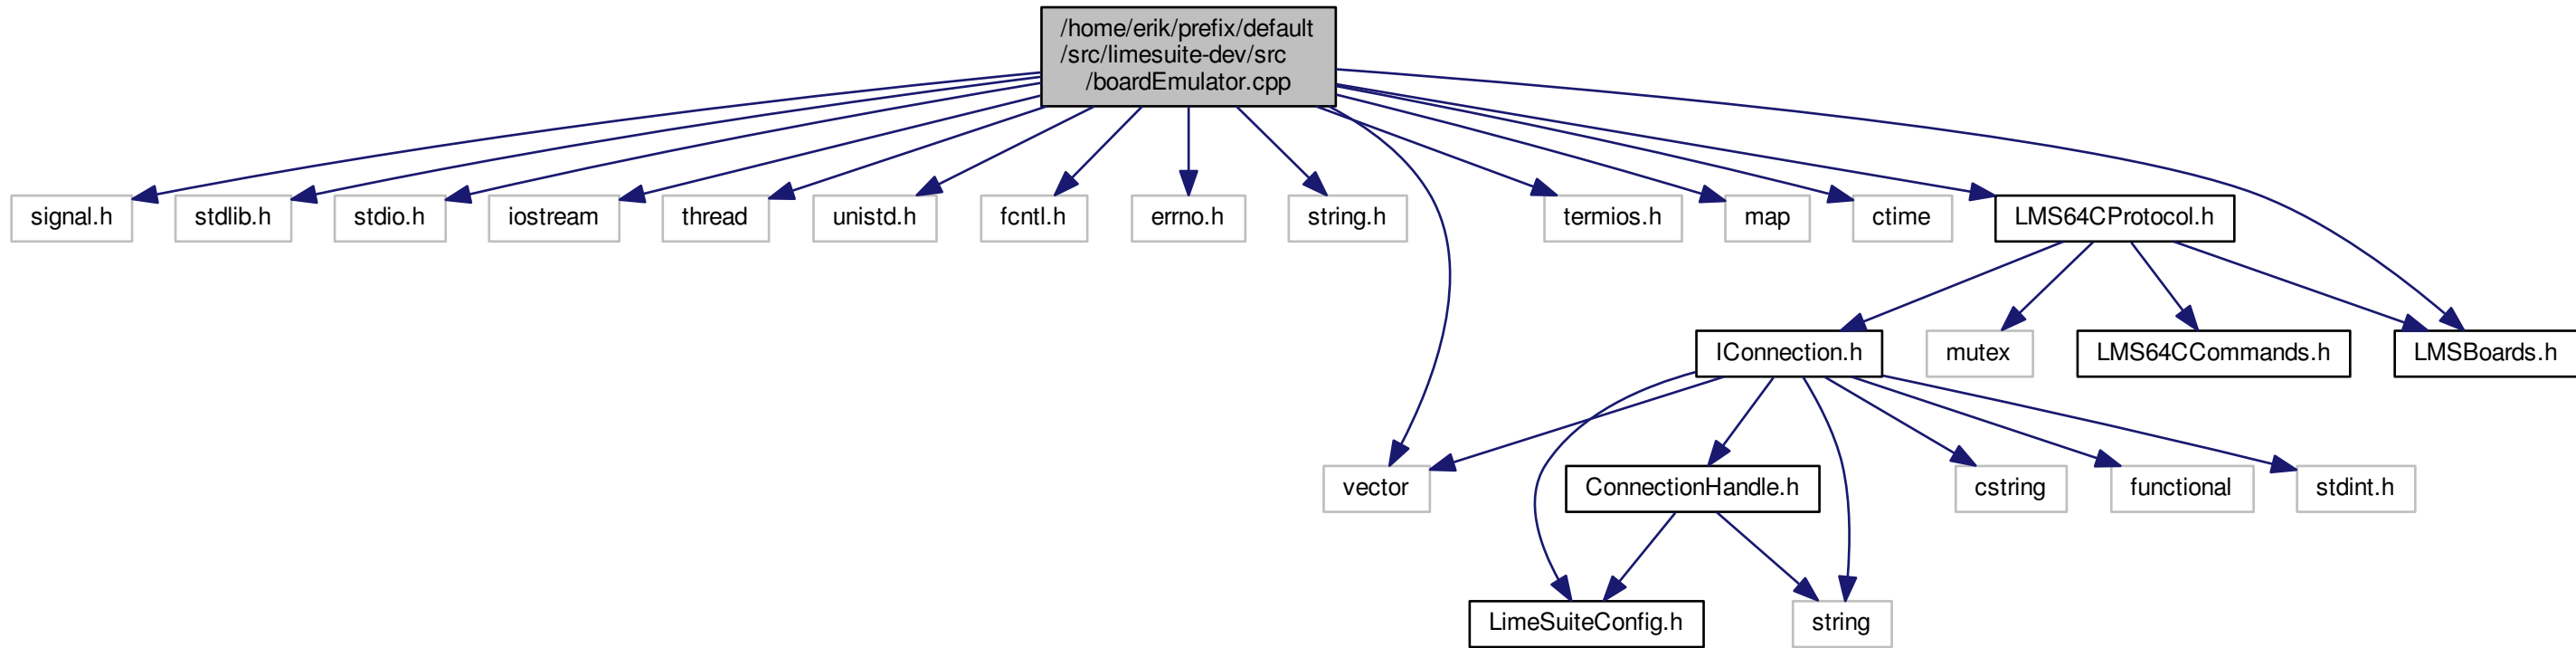 /home/erik/prefix/default
/src/limesuite-dev/src
/boardEmulator.cpp
signal.h
stdlib.h
stdio.h
iostream
thread
unistd.h
fcntl.h
errno.h
string.h
termios.h
map
ctime
LMS64CProtocol.h
IConnection.h
mutex
LMS64CCommands.h
LMSBoards.h
vector
ConnectionHandle.h
cstring
functional
stdint.h
LimeSuiteConfig.h
string